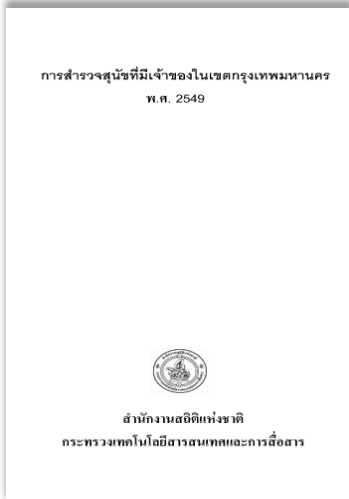 การสำรวจสุนัขที่มีเจ้าของในเขตกรุงเทพมหานคร
พ.ศ. 2549
สำนักงานสถิติแห่งชาติ
กระทรวงเทคโนโลยีสารสนเทศและการสื่อสาร